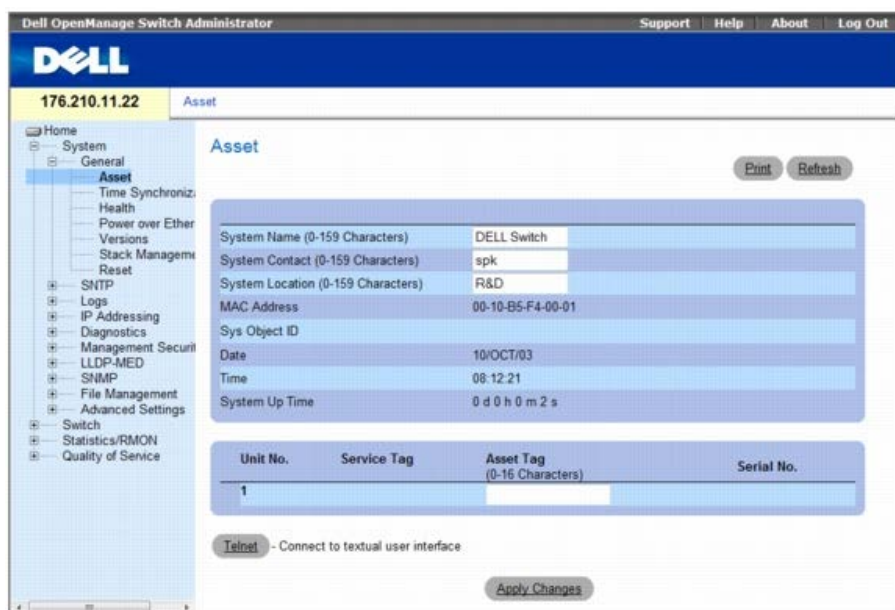 Dell OpenManage Switch Administrator
Support Help About Log Out
DELL
176.210.11.22
Asset
Home
System
General
Asset
Time Synchroniz
Health
Power over Ether
Versions
Stack Manageme
Reset
SNTP
Logs
IP Addressing
Diagnostics
Management Securit
LLDP-MED
SNMP
File Management
Advanced Settings
Switch
Statistics/RMON
Quality of Service
Asset
Print Refresh
System Name (0-159 Characters) DELL Switch
System Contact (0-159 Characters) spk
System Location (0-159 Characters) R&D
MAC Address 00-10-B5-F4-00-01
Sys Object ID
Date 10/OCT/03
Time 08:12:21
System Up Time 0 d 0 h 0 m 2 s
Unit No. Service Tag Asset Tag Serial No.
(0-16 Characters)
1
Telnet - Connect to textual user interface
Apply Changes